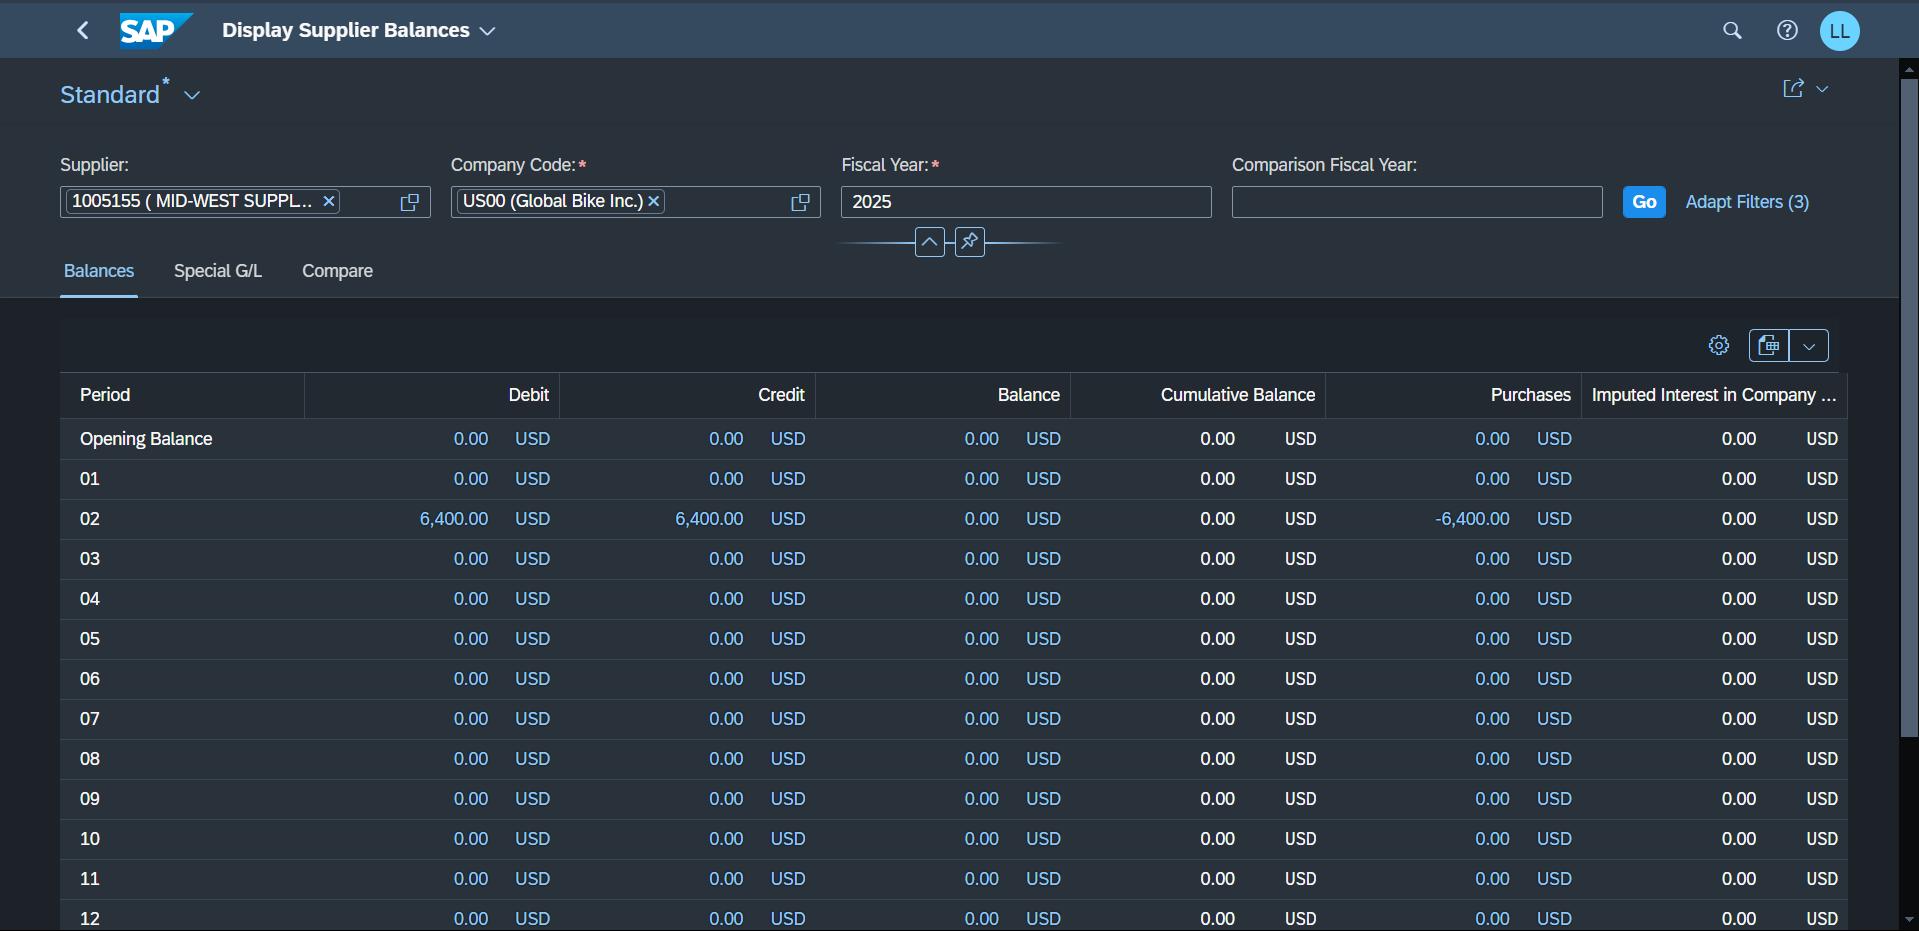 SAP Display Supplier Balances LL
Standard*
Supplier: Company Code:* Fiscal Year:* Comparison Fiscal Year:
1005155 ( MID-WEST SUPPL... US00 (Global Bike Inc.) 2025 Go Adapt Filters (3)
Balances Special G/L Compare
Period Debit Credit Balance Cumulative Balance Purchases Imputed Interest in Company ...
Opening Balance 0.00 USD 0.00 USD 0.00 USD 0.00 USD 0.00 USD 0.00 USD
01 0.00 USD 0.00 USD 0.00 USD 0.00 USD 0.00 USD 0.00 USD
02 6,400.00 USD 6,400.00 USD 0.00 USD 0.00 USD -6,400.00 USD 0.00 USD
03 0.00 USD 0.00 USD 0.00 USD 0.00 USD 0.00 USD 0.00 USD
04 0.00 USD 0.00 USD 0.00 USD 0.00 USD 0.00 USD 0.00 USD
05 0.00 USD 0.00 USD 0.00 USD 0.00 USD 0.00 USD 0.00 USD
06 0.00 USD 0.00 USD 0.00 USD 0.00 USD 0.00 USD 0.00 USD
07 0.00 USD 0.00 USD 0.00 USD 0.00 USD 0.00 USD 0.00 USD
08 0.00 USD 0.00 USD 0.00 USD 0.00 USD 0.00 USD 0.00 USD
09 0.00 USD 0.00 USD 0.00 USD 0.00 USD 0.00 USD 0.00 USD
10 0.00 USD 0.00 USD 0.00 USD 0.00 USD 0.00 USD 0.00 USD
11 0.00 USD 0.00 USD 0.00 USD 0.00 USD 0.00 USD 0.00 USD
12 0.00 USD 0.00 USD 0.00 USD 0.00 USD 0.00 USD 0.00 USD